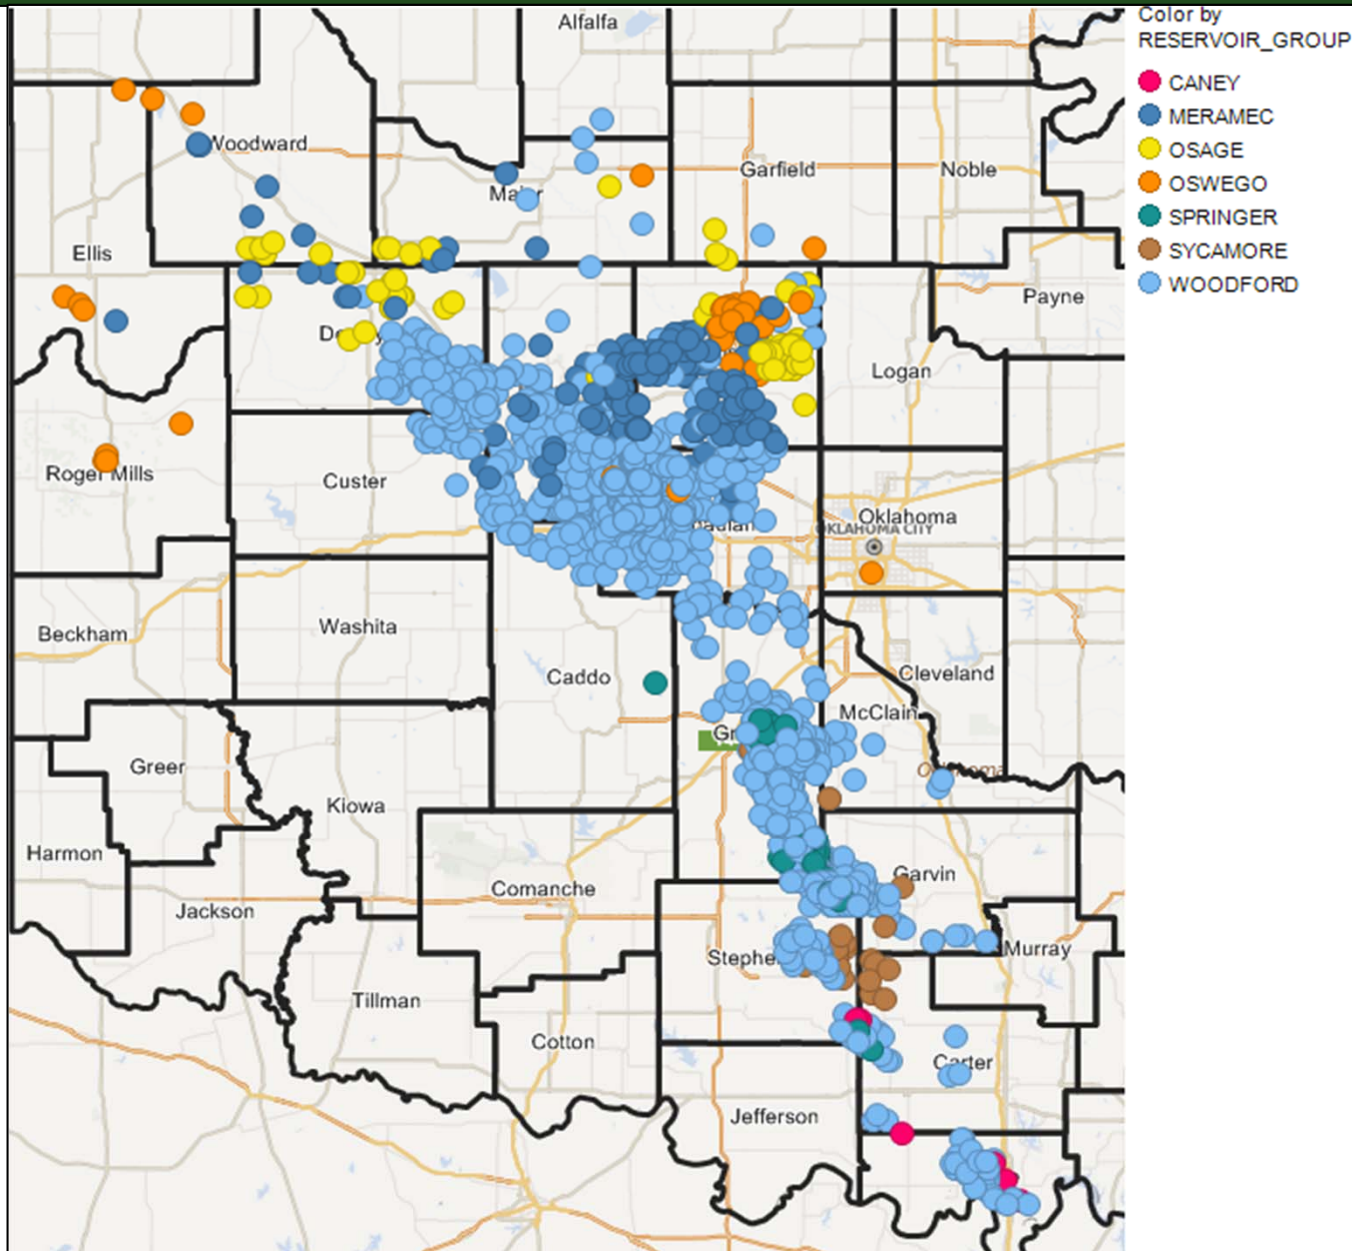 Color by
RESERVOIR_GROUP
CANEY
MERAMEC
OSAGE
OSWEGO
SPRINGER
SYCAMORE
WOODFORD
Alfalfa
Woodward
Garfield
Noble
Ellis
Payne
Logan
Roger Mills
Custer
Oklahoma
OKLAHOMA CITY
Beckham
Washita
Caddo
Cleveland
McClain
Greer
Kiowa
Harmon
Comanche
Garvin
Jackson
Murray
Tillman
Cotton
Carter
Jefferson